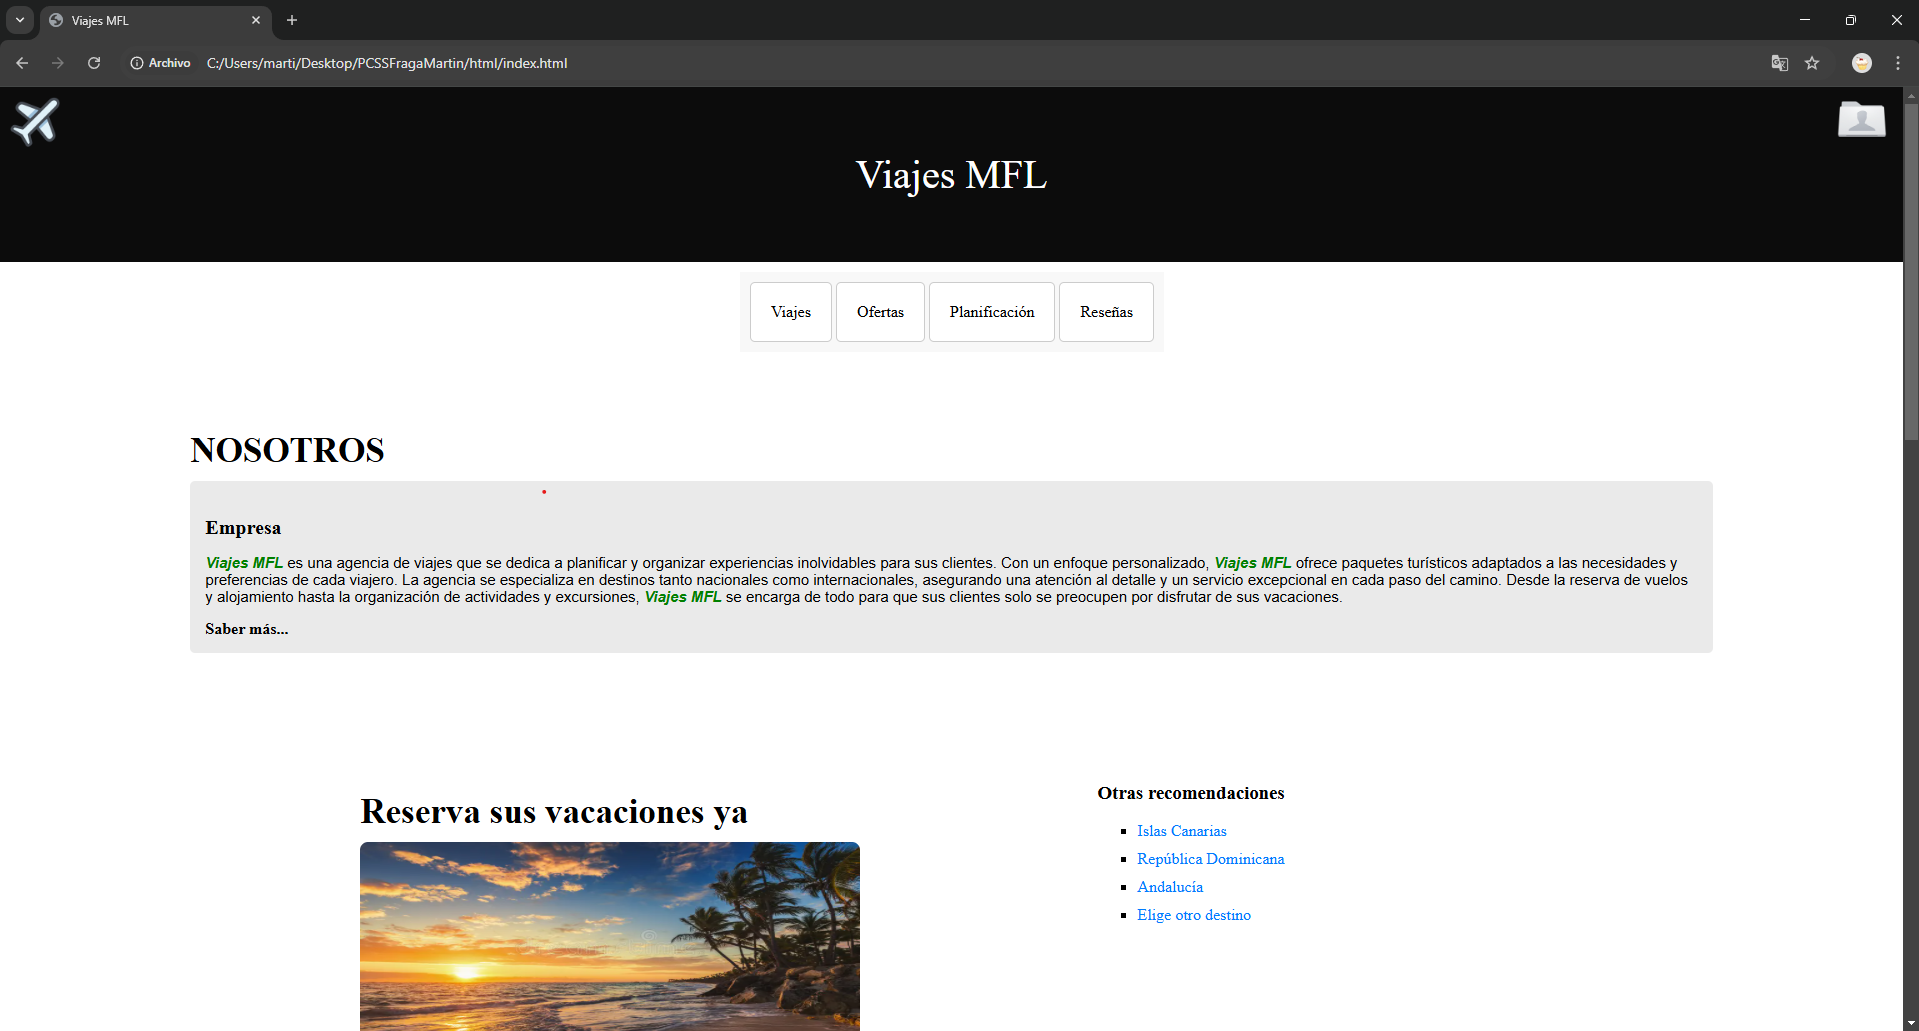 Viajes MFL
Archivo
C:/Users/marti/Desktop/PCSSFragaMartin/html/index.html
Viajes MFL
Viajes
Ofertas
Planificación
Reseñas
NOSOTROS
Empresa
Viajes MFL es una agencia de viajes que se dedica a planificar y organizar experiencias inolvidables para sus clientes. Con un enfoque personalizado, Viajes MFL ofrece paquetes turísticos adaptados a las necesidades y
preferencias de cada viajero. La agencia se especializa en destinos tanto nacionales como internacionales, asegurando una atención al detalle y un servicio excepcional en cada paso del camino. Desde la reserva de vuelos
y alojamiento hasta la organización de actividades y excursiones, Viajes MFL se encarga de todo para que sus clientes solo se preocupen por disfrutar de sus vacaciones.
Saber más...
Reserva sus vacaciones ya
Otras recomendaciones
Islas Canarias
República Dominicana
Andalucía
Elige otro destino